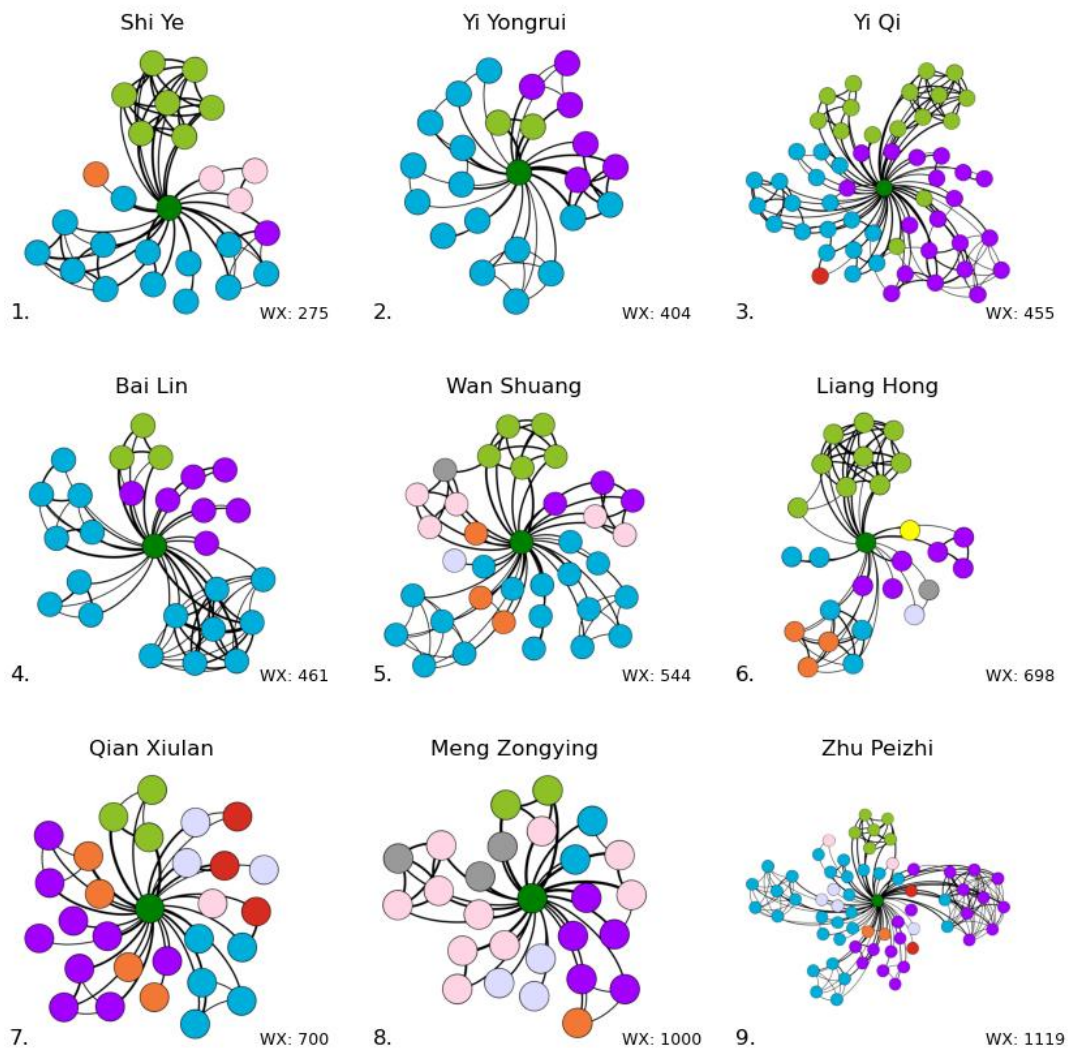 Shi Ye
Yi Yongrui
Yi Qi
1.
WX: 275
2.
WX: 404
3.
WX: 455
Bai Lin
Wan Shuang
Liang Hong
4.
WX: 461
5.
WX: 544
6.
WX: 698
Qian Xiulan
Meng Zongying
Zhu Peizhi
7.
WX: 700
8.
WX: 1000
9.
WX: 1119